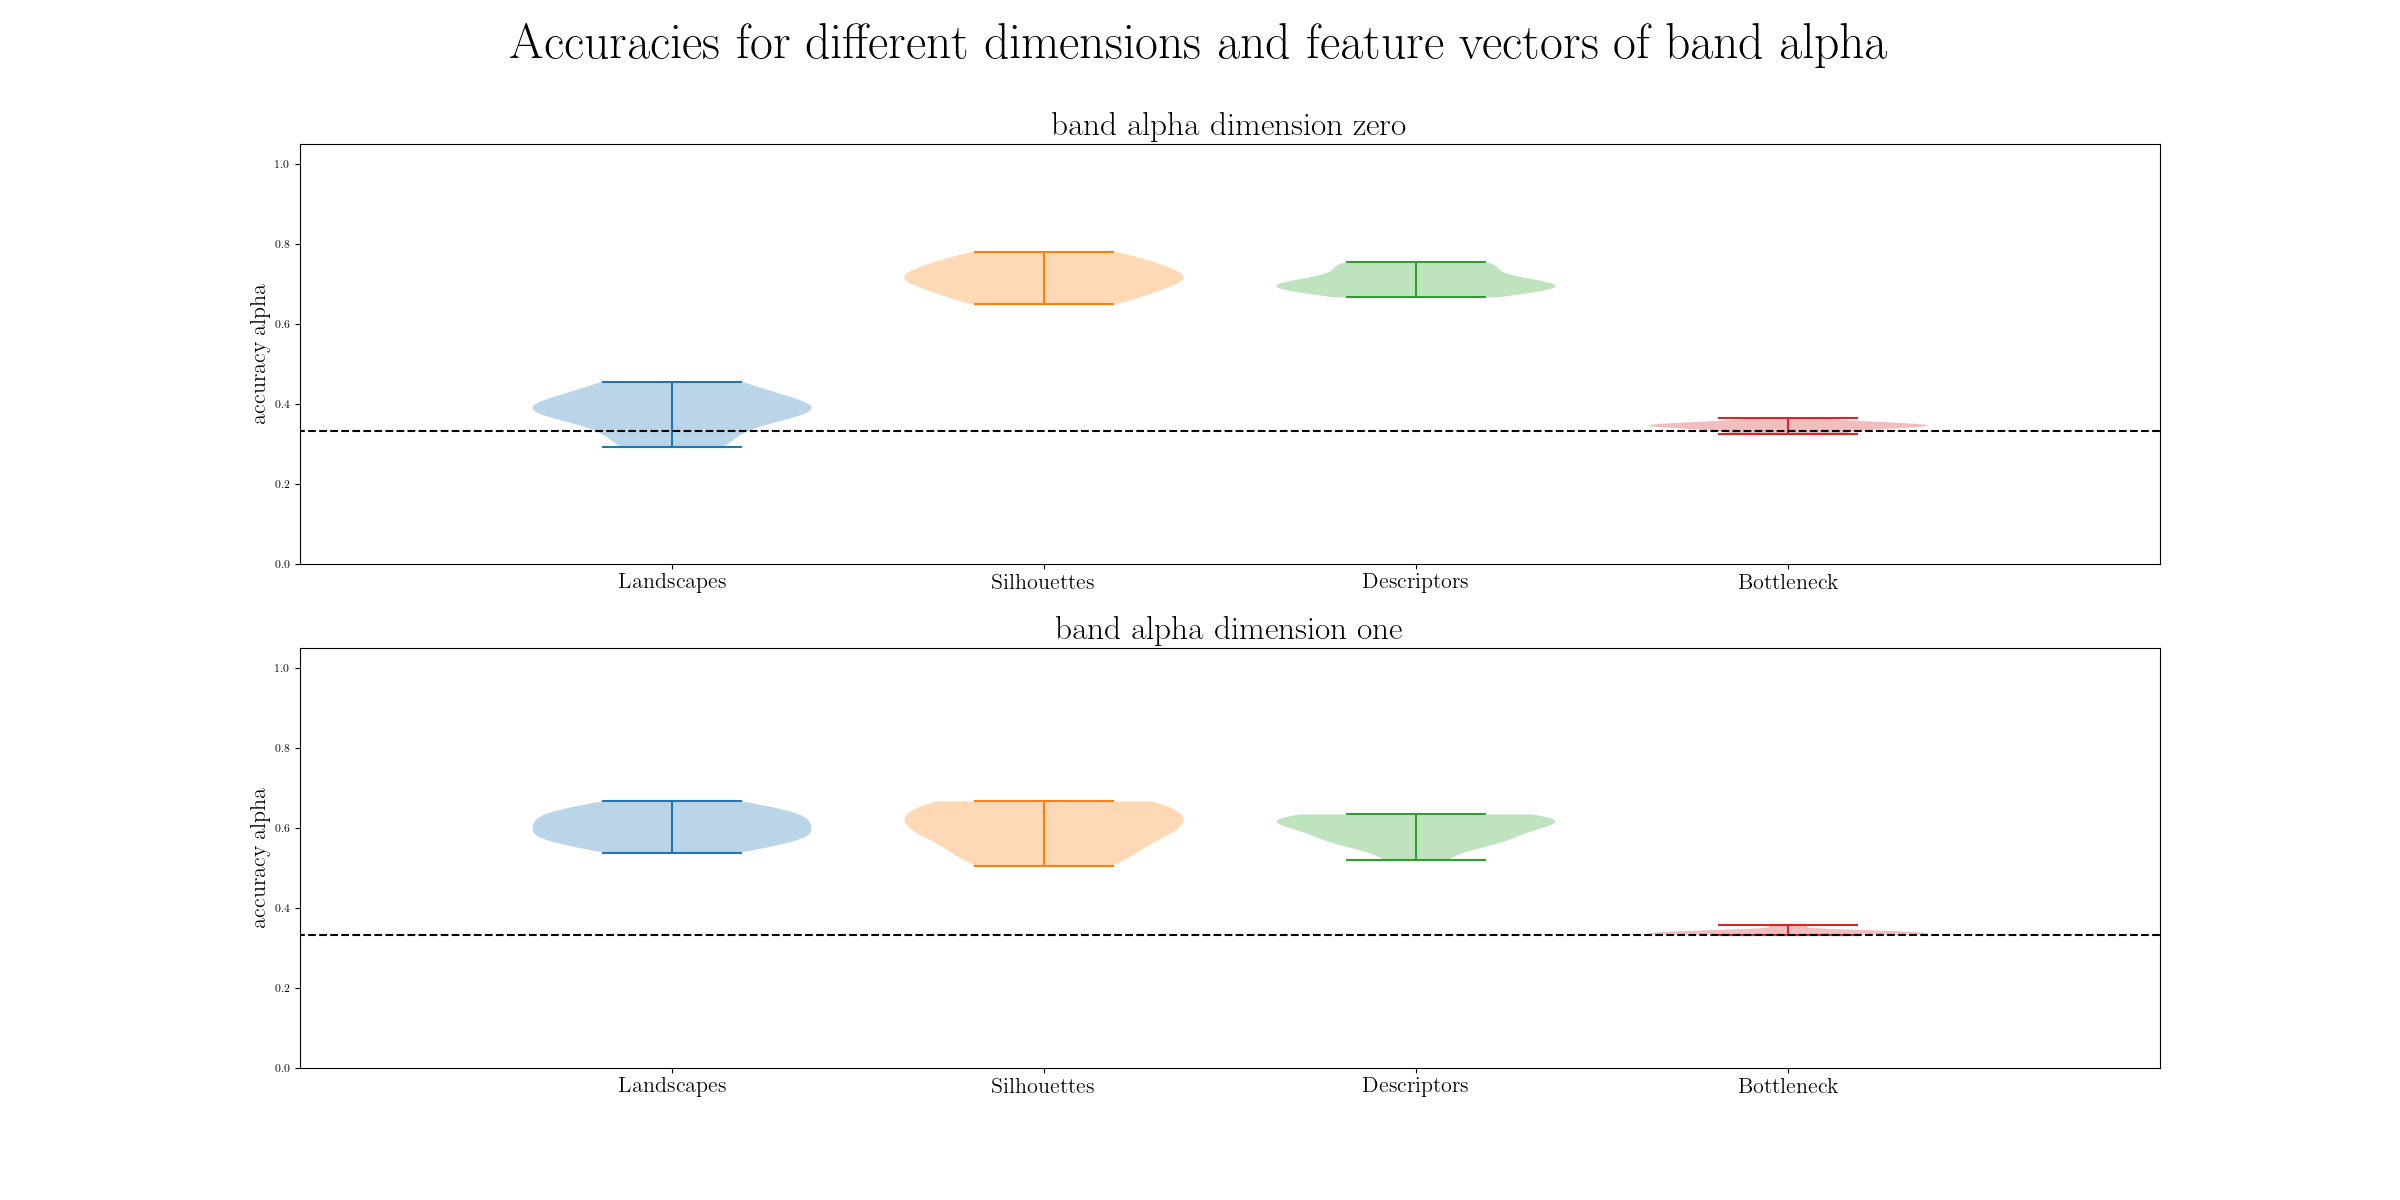 Accuracies for different dimensions and feature vectors of band alpha
band alpha dimension zero
1.0
0.8
0.6
0.4
0.2
0.0
accuracy alpha
Landscapes Silhouettes Descriptors Bottleneck
band alpha dimension one
1.0
0.8
0.6
0.4
0.2
0.0
accuracy alpha
Landscapes Silhouettes Descriptors Bottleneck